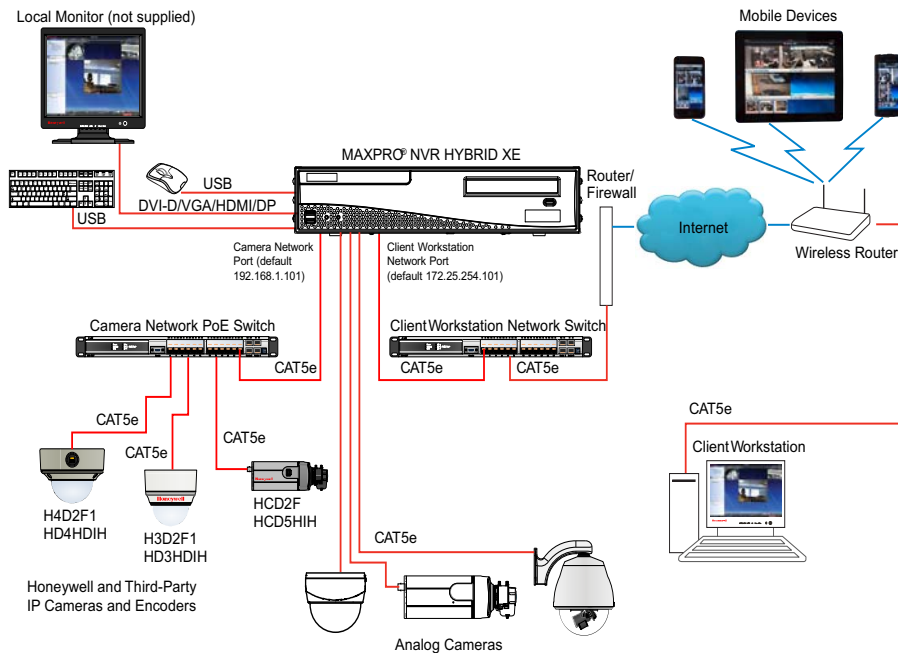 Local Monitor (not supplied)
Mobile Devices
MAXPRO® NVR HYBRID XE
Router/
Firewall
USB
DVI-D/VGA/HDMI/DP
USB
Internet
Wireless Router
Camera Network
Port (default
192.168.1.101)
Client Workstation
Network Port
(default 172.25.254.101)
Camera Network PoE Switch
Client Workstation Network Switch
CAT5e
CAT5e
CAT5e
CAT5e
CAT5e
CAT5e
CAT5e
Client Workstation
Honeywell
H4D2F1
HD4HDIH
H3D2F1
HD3HDIH
HCD2F
HCD5HIH
CAT5e
Honeywell and Third-Party
IP Cameras and Encoders
Analog Cameras